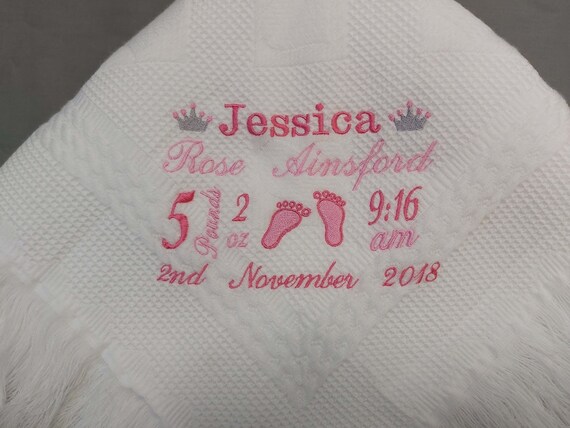 Jessica
Rose Ainsford
5 Pounds 2 oz 9:16 am
2nd November 2018